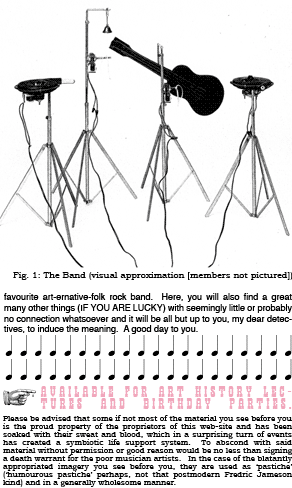 Fig. 1: The Band (visual approximation [members not pictured])
favourite art-ernative-folk rock band. Here, you will also find a great
many other things (IF YOU ARE LUCKY) with seemingly little or probably
no connection whatsoever and it will be all but up to you, my dear detec-
tives, to induce the meaning. A good day to you.
AVAILABLE FOR ART HISTORY LEC-
TURES AND BIRTHDAY PARTIES.
Please be advised that some if not most of the material you see before you
is the proud property of the proprietors of this web-site and has been
soaked with their sweat and blood, which in a surprising turn of events
has created a symbiotic life support system. To abscond with said
material without permission or good reason would be no less than signing
a death warrant for the poor musician artists. In the case of the blatantly
appropriated imagery you see before you, they are used as 'pastiche'
('humourous pastiche' perhaps, not that postmodern Fredric Jameson
kind) and in a generally wholesome manner.